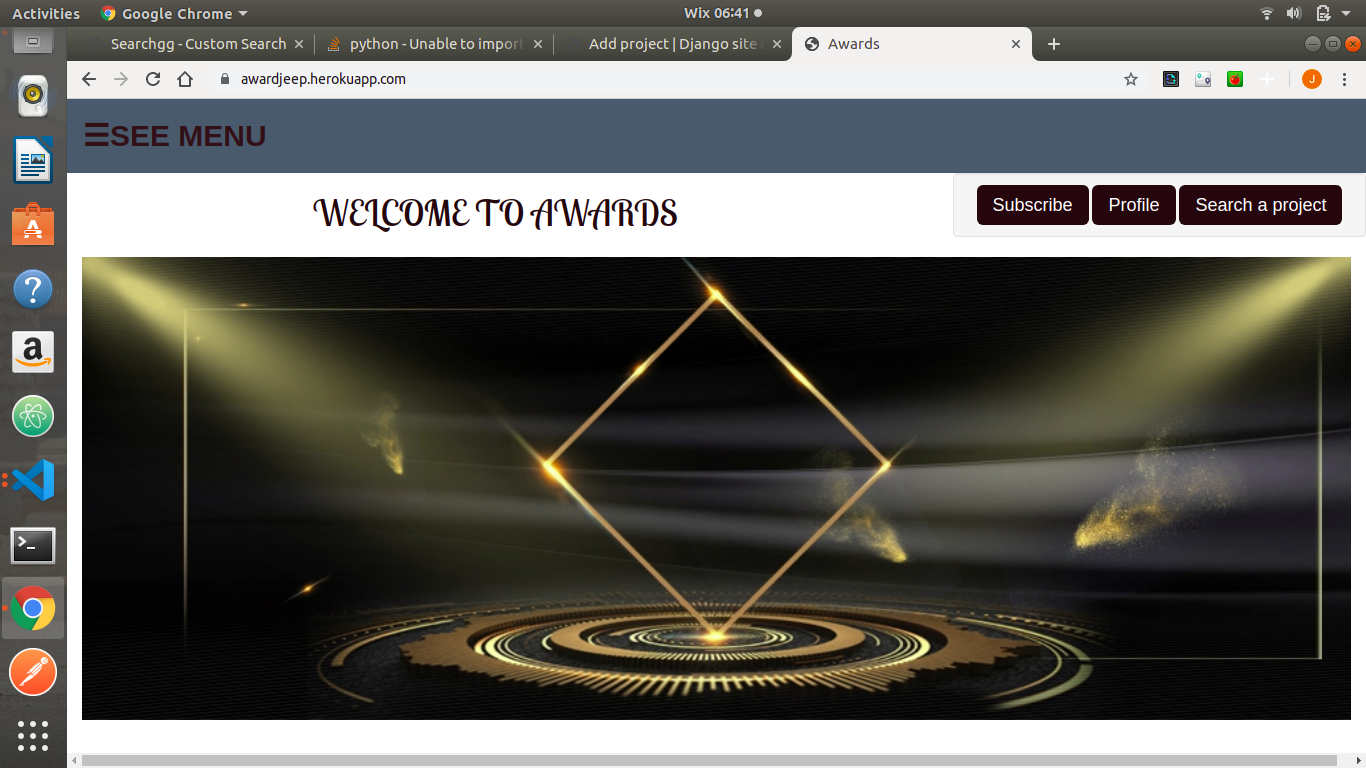 Activities
Google Chrome
Wix 06:41
Searchgg - Custom Search
python - Unable to import
Add project | Django site
Awards
awardjeep.herokuapp.com
J
☰SEE MENU
WELCOME TO AWARDS
Subscribe
Profile
Search a project